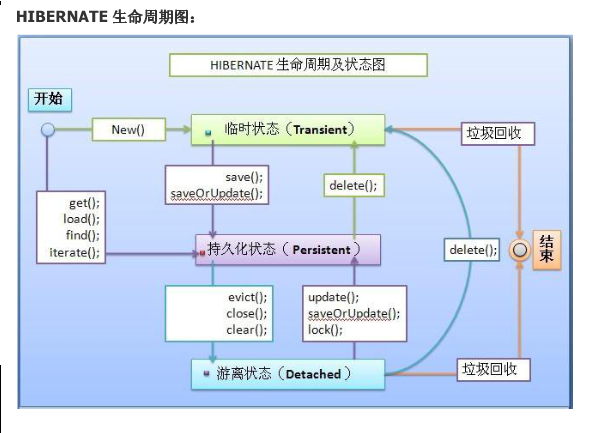 HIBERNATE 生命周期图：
HIBERNATE 生命周期及状态图
开始
New()
临时状态（Transient）
垃圾回收
save();
saveOrUpdate();
delete();
get();
load();
find();
iterate();
持久化状态（ Persistent）
delete();
结
束
evict();
close();
clear();
update();
saveOrUpdate();
lock();
游离状态（Detached ）
垃圾回收